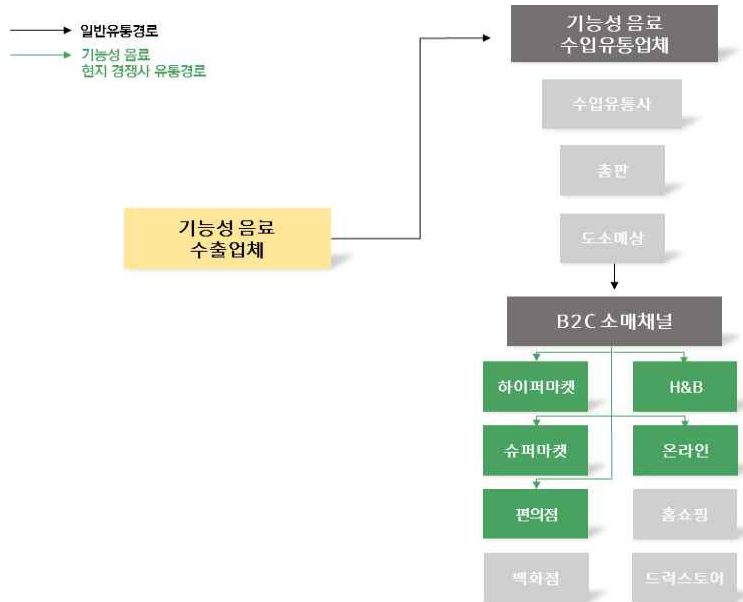 일반유통경로
기능성 음료
현지 경쟁사 유통경로
기능성 음료
수입유통업체
수입유통사
총판
도소매상
기능성 음료
수출업체
B2C 소매채널
하이퍼마켓
H&B
슈퍼마켓
온라인
편의점
홈쇼핑
백화점
드럭스토어